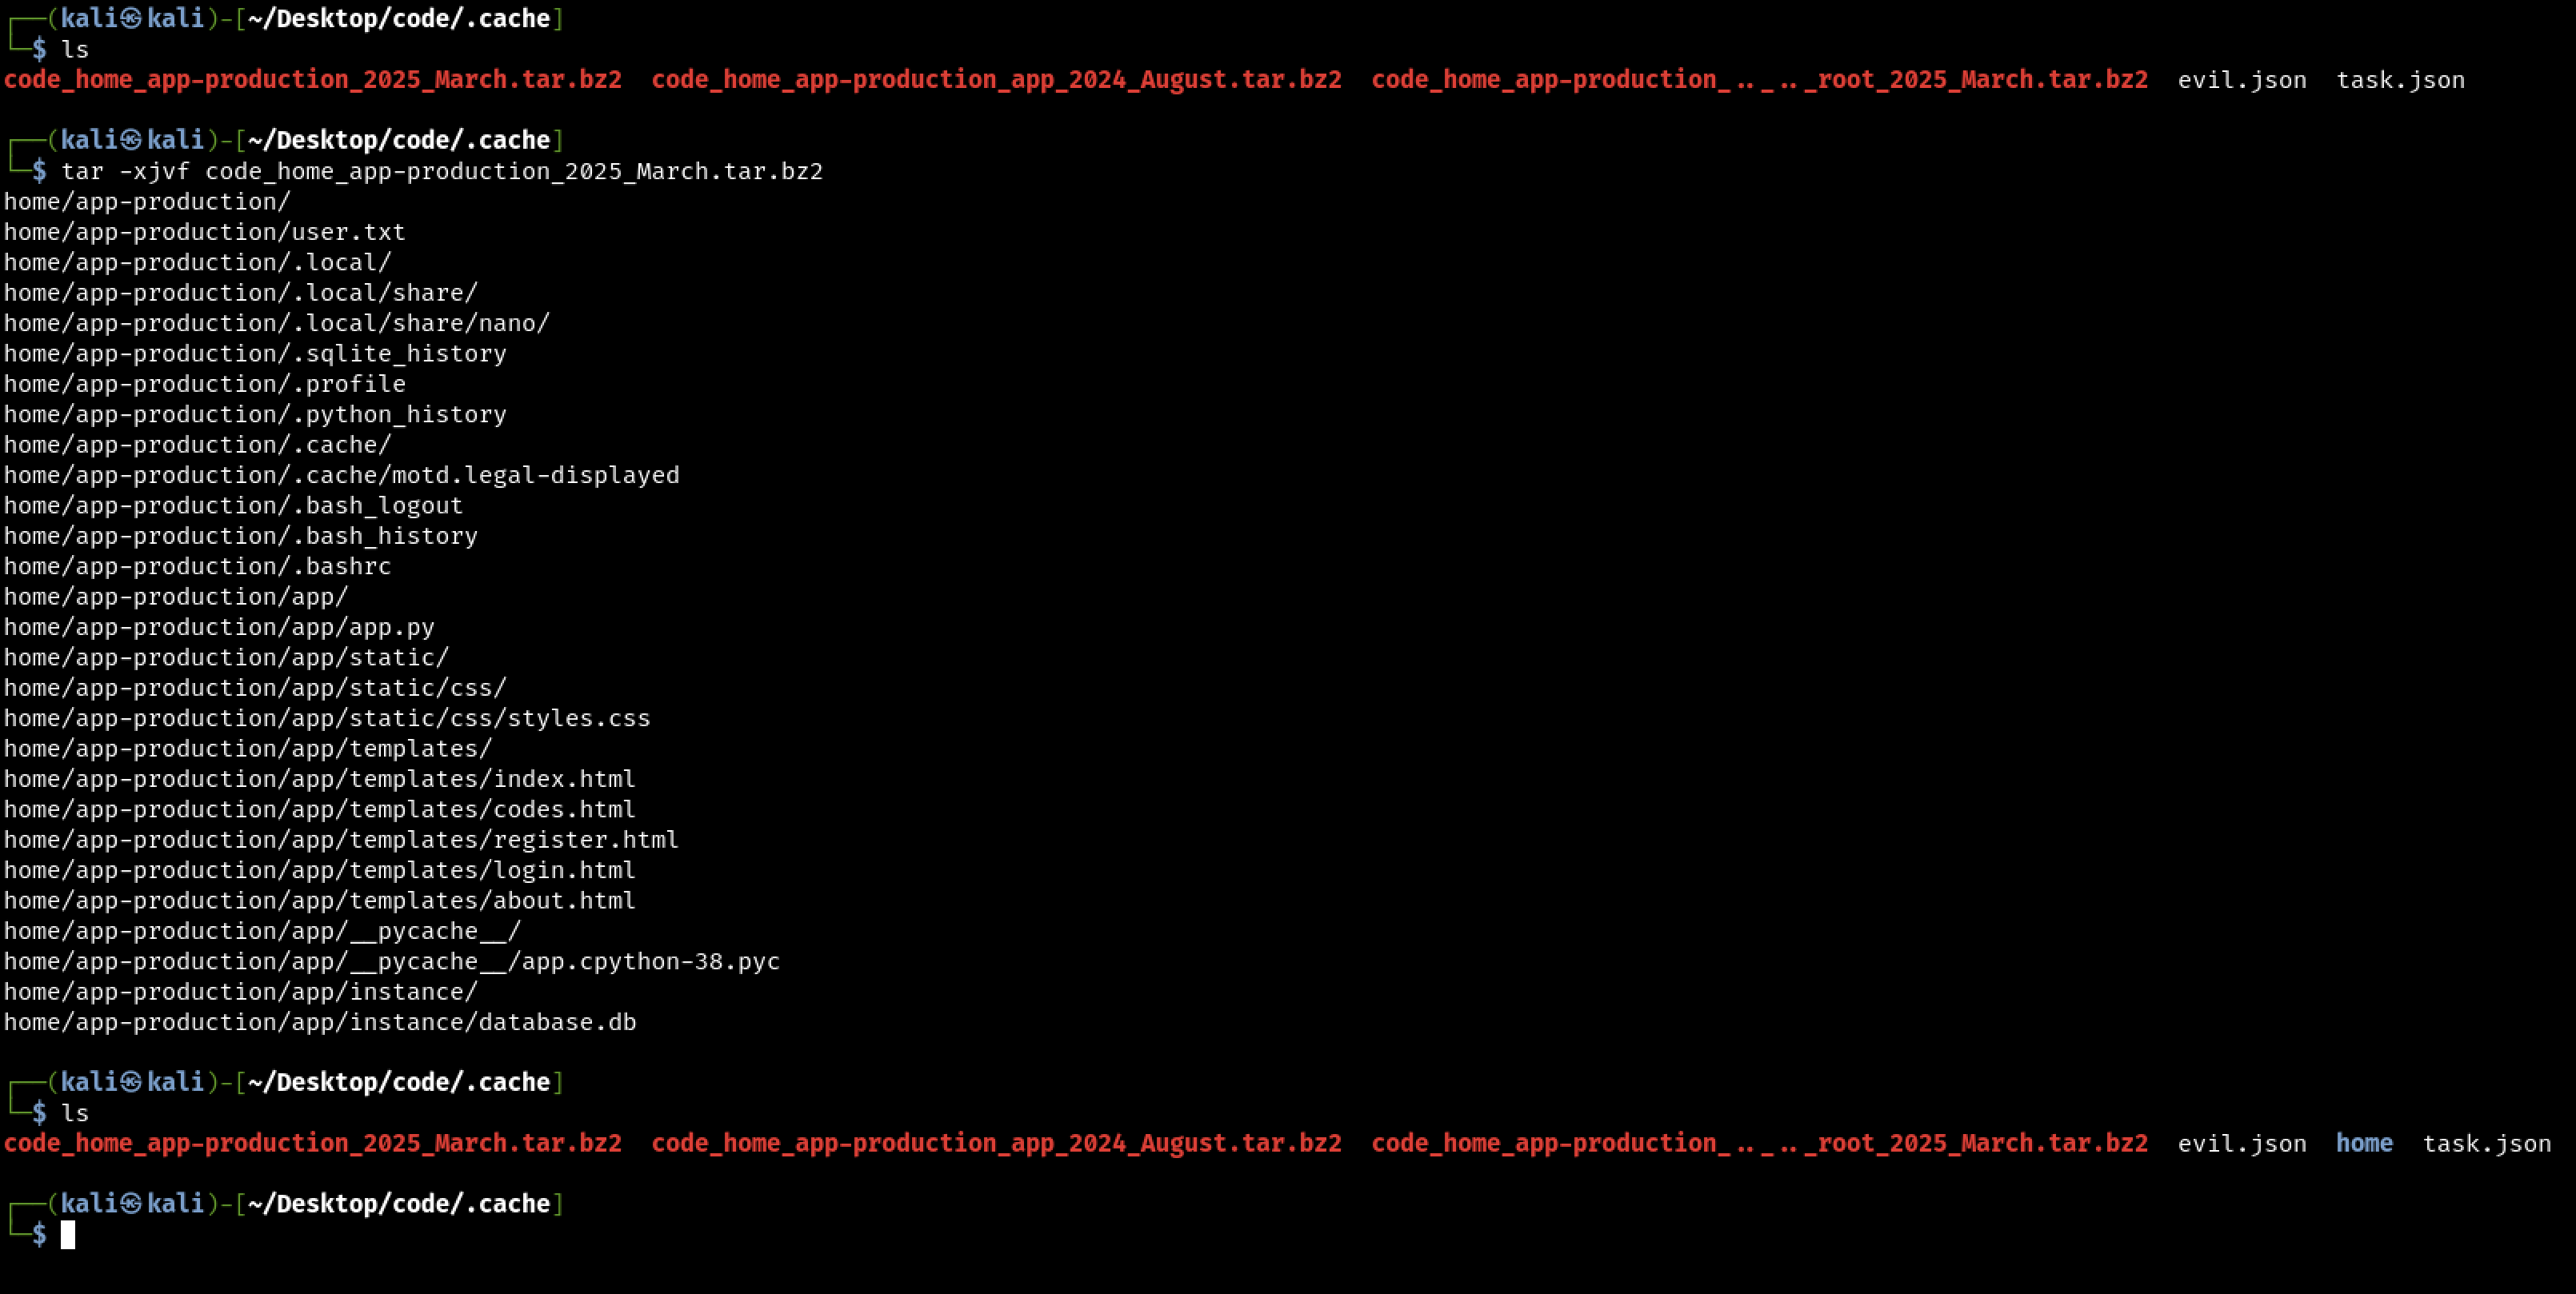 ┌──(kali㉿kali)-[~/Desktop/code/.cache]
└─$ ls
code_home_app-production_2025_March.tar.bz2  code_home_app-production_app_2024_August.tar.bz2  code_home_app-production_.._.._root_2025_March.tar.bz2  evil.json  task.json
┌──(kali㉿kali)-[~/Desktop/code/.cache]
└─$ tar -xjvf code_home_app-production_2025_March.tar.bz2
home/app-production/
home/app-production/user.txt
home/app-production/.local/
home/app-production/.local/share/
home/app-production/.local/share/nano/
home/app-production/.sqlite_history
home/app-production/.profile
home/app-production/.python_history
home/app-production/.cache/
home/app-production/.cache/motd.legal-displayed
home/app-production/.bash_logout
home/app-production/.bash_history
home/app-production/.bashrc
home/app-production/app/
home/app-production/app/app.py
home/app-production/app/static/
home/app-production/app/static/css/
home/app-production/app/static/css/styles.css
home/app-production/app/templates/
home/app-production/app/templates/index.html
home/app-production/app/templates/codes.html
home/app-production/app/templates/register.html
home/app-production/app/templates/login.html
home/app-production/app/templates/about.html
home/app-production/app/__pycache__/
home/app-production/app/__pycache__/app.cpython-38.pyc
home/app-production/app/instance/
home/app-production/app/instance/database.db
┌──(kali㉿kali)-[~/Desktop/code/.cache]
└─$ ls
code_home_app-production_2025_March.tar.bz2  code_home_app-production_app_2024_August.tar.bz2  code_home_app-production_.._.._root_2025_March.tar.bz2  evil.json  home  task.json
┌──(kali㉿kali)-[~/Desktop/code/.cache]
└─$